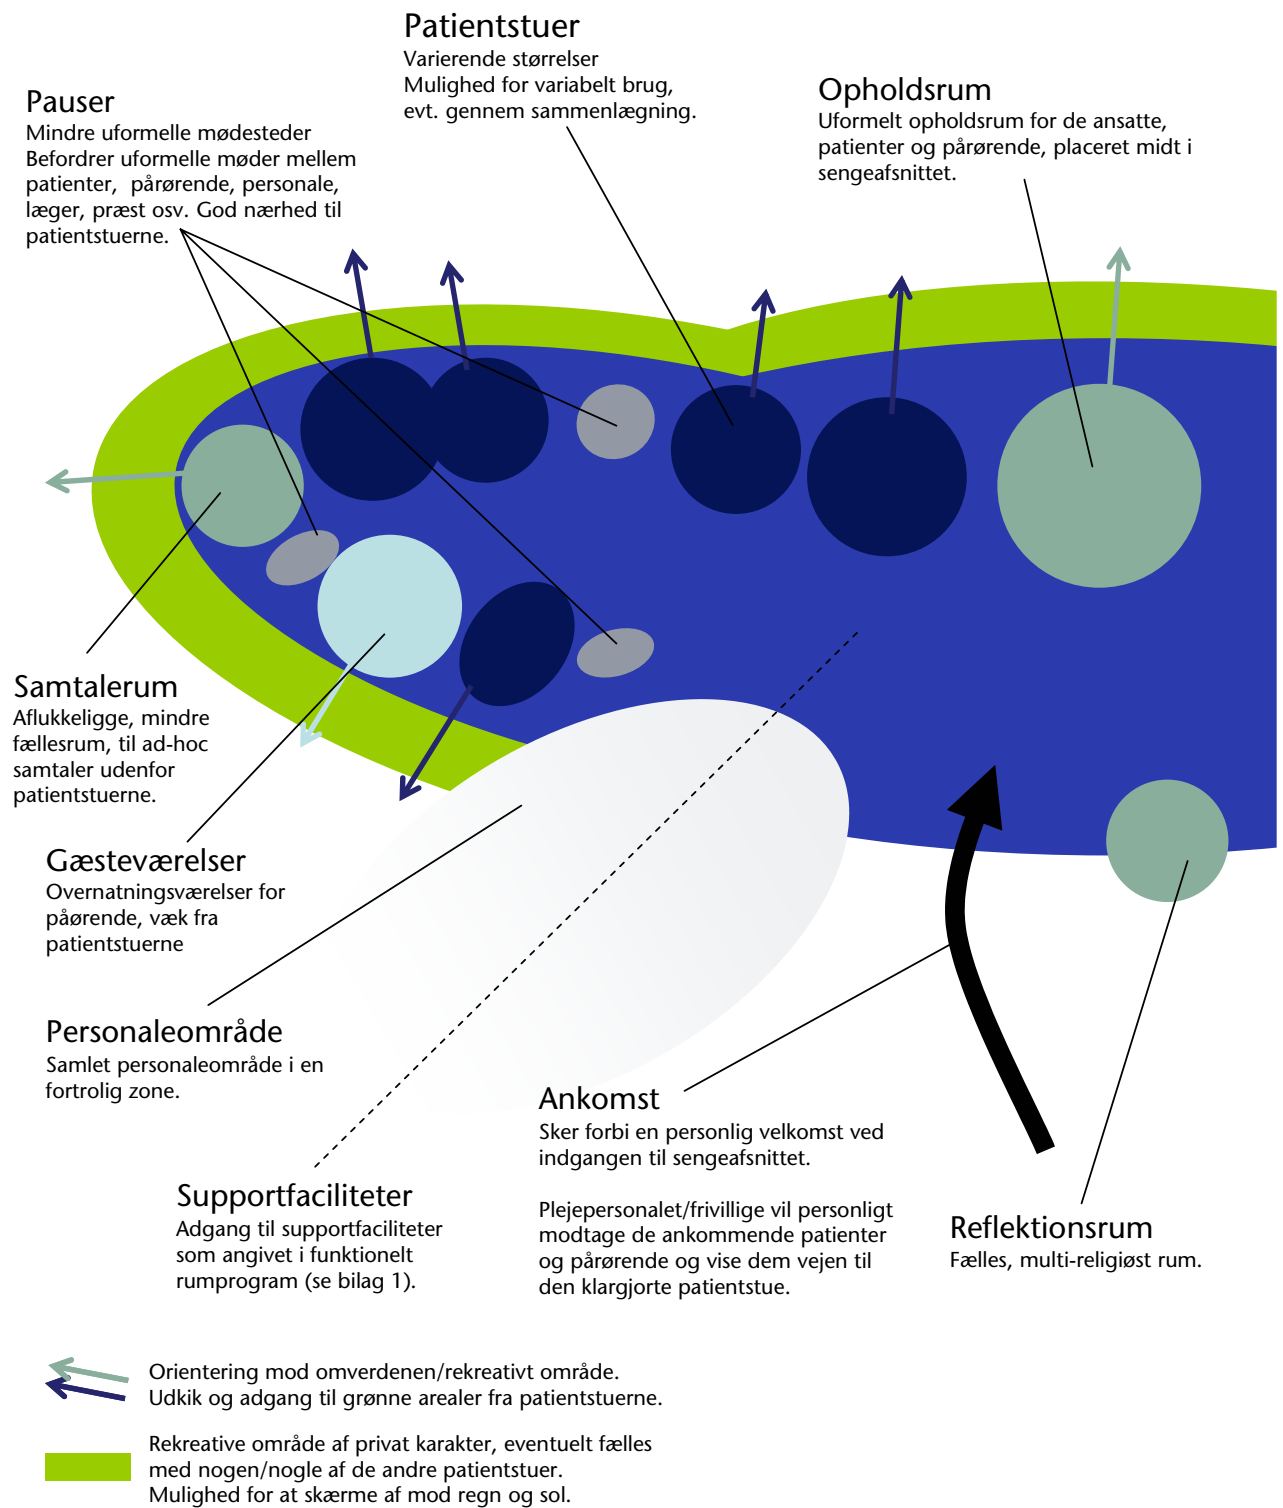 Patientstuer
Varierende størrelser
Mulighed for variabelt brug,
evt. gennem sammenlægning.
Pauser
Mindre uformelle mødesteder
Befordrer uformelle møder mellem
patienter, pårørende, personale,
læger, præst osv. God nærhed til
patientstuerne.
Opholdsrum
Uformelt opholdsrum for de ansatte,
patienter og pårørende, placeret midt i
sengeafsnittet.
Samtalerum
Aflukkeligge, mindre
fællesrum, til ad-hoc
samtaler udenfor
patientstuerne.
Gæsteværelser
Overnatningsværelser for
påørende, væk fra
patientstuerne
Personaleområde
Samlet personaleområde i en
fortrolig zone.
Supportfaciliteter
Adgang til supportfaciliteter
som angivet i funktionelt
rumprogram (se bilag 1).
Ankomst
Sker forbi en personlig velkomst ved
indgangen til sengeafsnittet.
Plejepersonalet/frivillige vil personligt
modtage de ankommende patienter
og pårørende og vise dem vejen til
den klargjorte patientstue.
Reflektionsrum
Fælles, multi-religiøst rum.
Orientering mod omverdenen/rekreativt område.
Udkik og adgang til grønne arealer fra patientstuerne.
Rekreative område af privat karakter, eventuelt fælles
med nogen/nogle af de andre patientstuer.
Mulighed for at skærme af mod regn og sol.